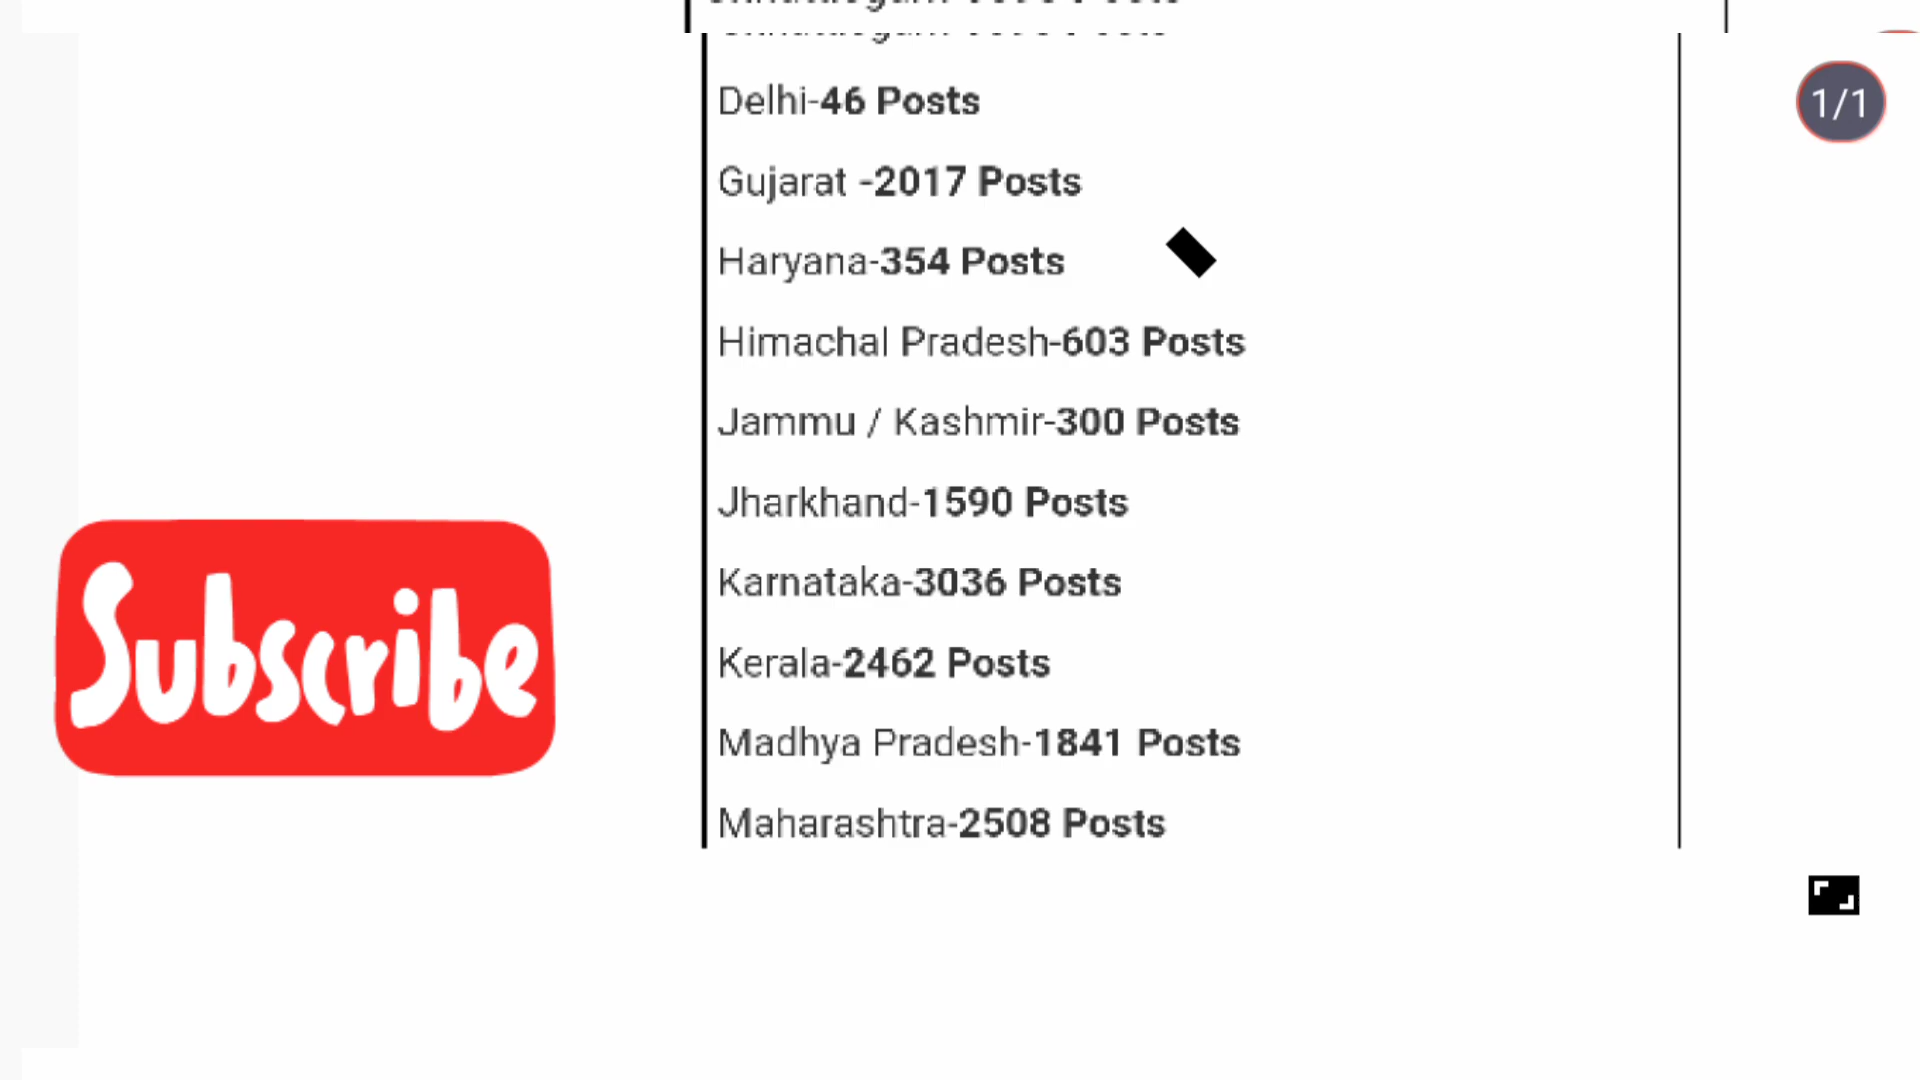 Delhi-46 Posts
Gujarat -2017 Posts
Haryana-354 Posts
Himachal Pradesh-603 Posts
Jammu / Kashmir-300 Posts
Jharkhand-1590 Posts
Karnataka-3036 Posts
Kerala-2462 Posts
Madhya Pradesh-1841 Posts
Maharashtra-2508 Posts
1/1
Subscribe